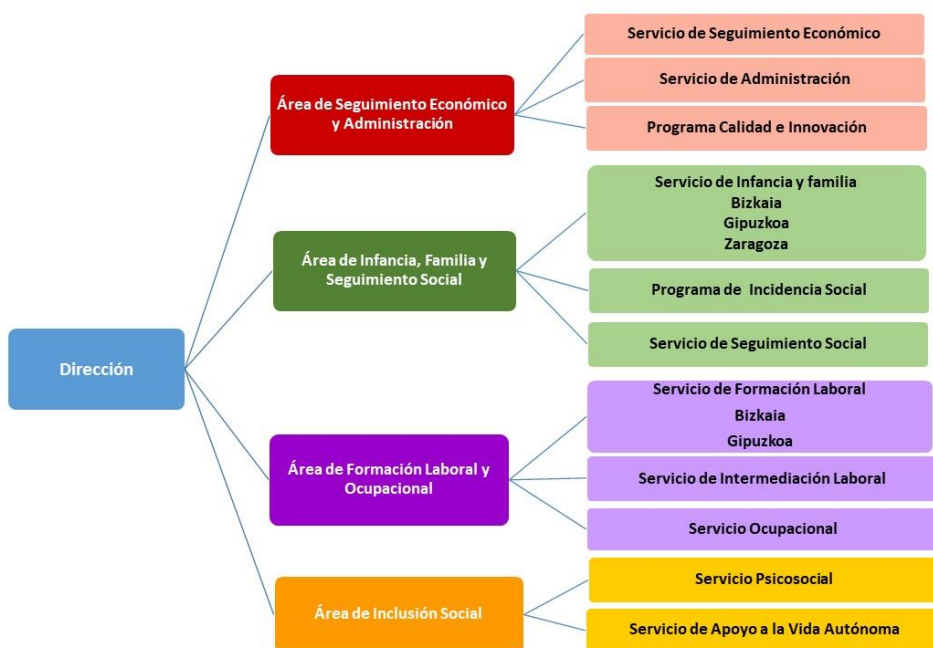 Dirección
Área de Seguimiento Económico
y Administración
Servicio de Seguimiento Económico
Servicio de Administración
Programa Calidad e Innovación
Área de Infancia, Familia y
Seguimiento Social
Servicio de Infancia y familia
Bizkaia
Gipuzkoa
Zaragoza
Programa de Incidencia Social
Servicio de Seguimiento Social
Área de Formación Laboral y
Ocupacional
Servicio de Formación Laboral
Bizkaia
Gipuzkoa
Servicio de Intermediación Laboral
Servicio Ocupacional
Área de Inclusión Social
Servicio Psicosocial
Servicio de Apoyo a la Vida Autónoma